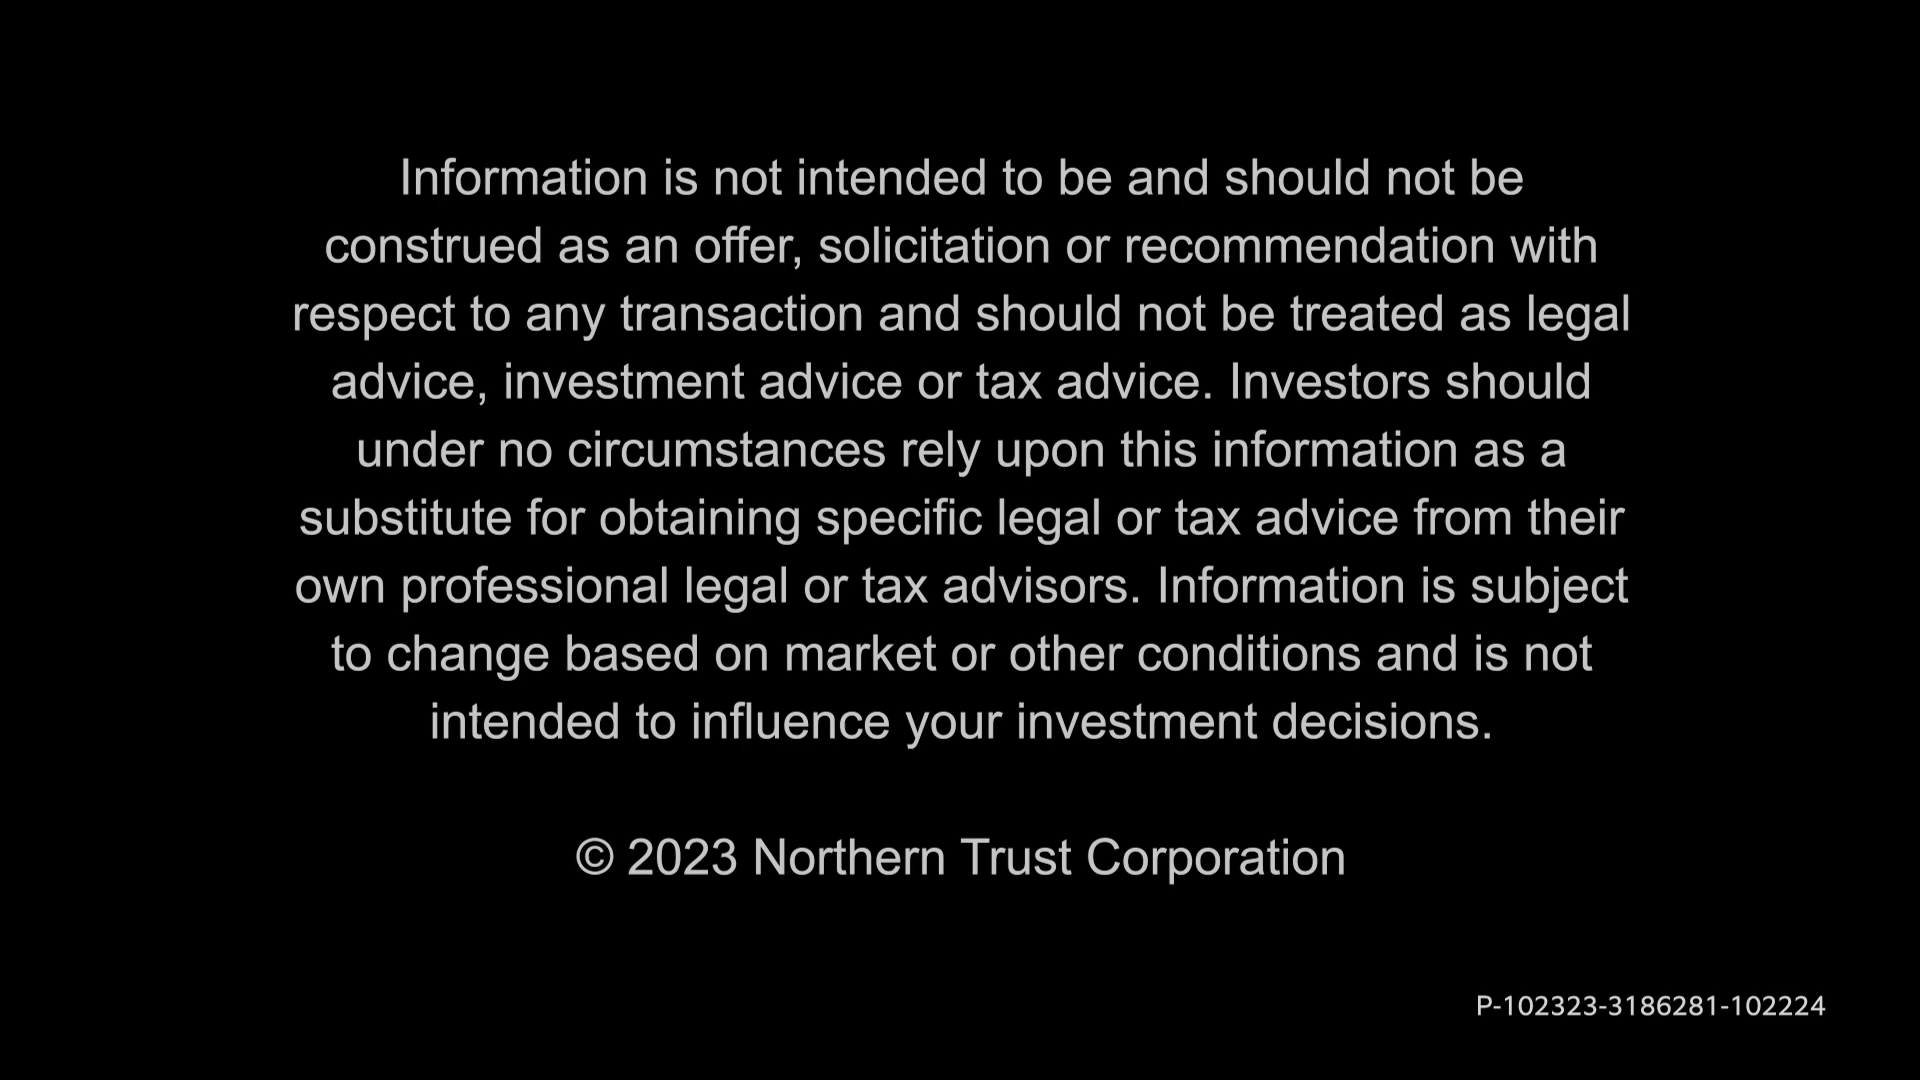 Information is not intended to be and should not be
construed as an offer, solicitation or recommendation with
respect to any transaction and should not be treated as legal
advice, investment advice or tax advice. Investors should
under no circumstances rely upon this information as a
substitute for obtaining specific legal or tax advice from their
own professional legal or tax advisors. Information is subject
to change based on market or other conditions and is not
intended to influence your investment decisions.
© 2023 Northern Trust Corporation
P-102323-3186281-102224